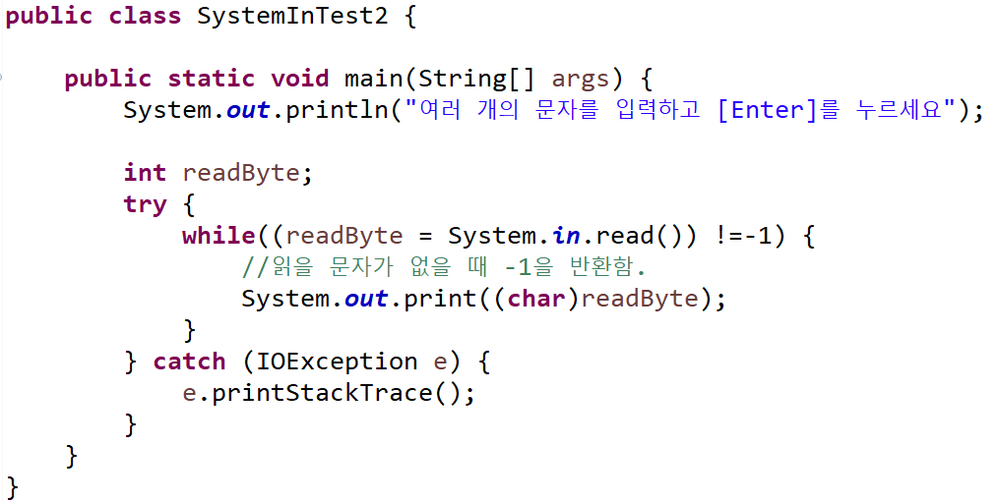 public class SystemInTest2 {
public static void main(String[] args) {
System.out.println("여러 개의 문자를 입력하고 [Enter]를 누르세요");
int readByte;
try {
while((readByte = System.in.read()) !=-1) {
//읽을 문자가 없을 때 -1을 반환함.
System.out.print((char)readByte);
}
} catch (IOException e) {
e.printStackTrace();
}
}
}